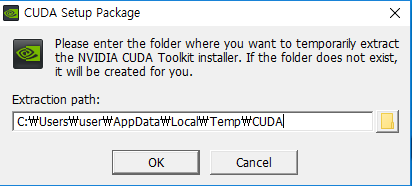 CUDA Setup Package
Please enter the folder where you want to temporarily extract
the NVIDIA CUDA Toolkit installer. If the folder does not exist,
it will be created for you.
Extraction path:
C:₩Users₩user₩AppData₩Local₩Temp₩CUDA
OK
Cancel